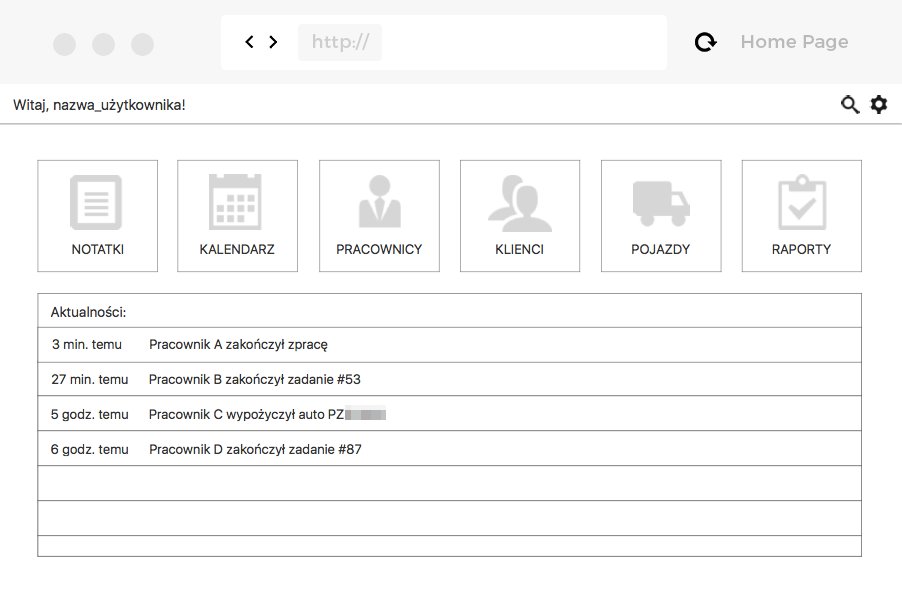 http://
Home Page
Witaj, nazwa_użytkownika!
NOTATKI
KALENDARZ
PRACOWNICY
KLIENCI
POJAZDY
RAPORTY
Aktualności:
3 min. temu Pracownik A zakończył zpracę
27 min. temu Pracownik B zakończył zadanie #53
5 godz. temu Pracownik C wypożyczył auto PZ
6 godz. temu Pracownik D zakończył zadanie #87